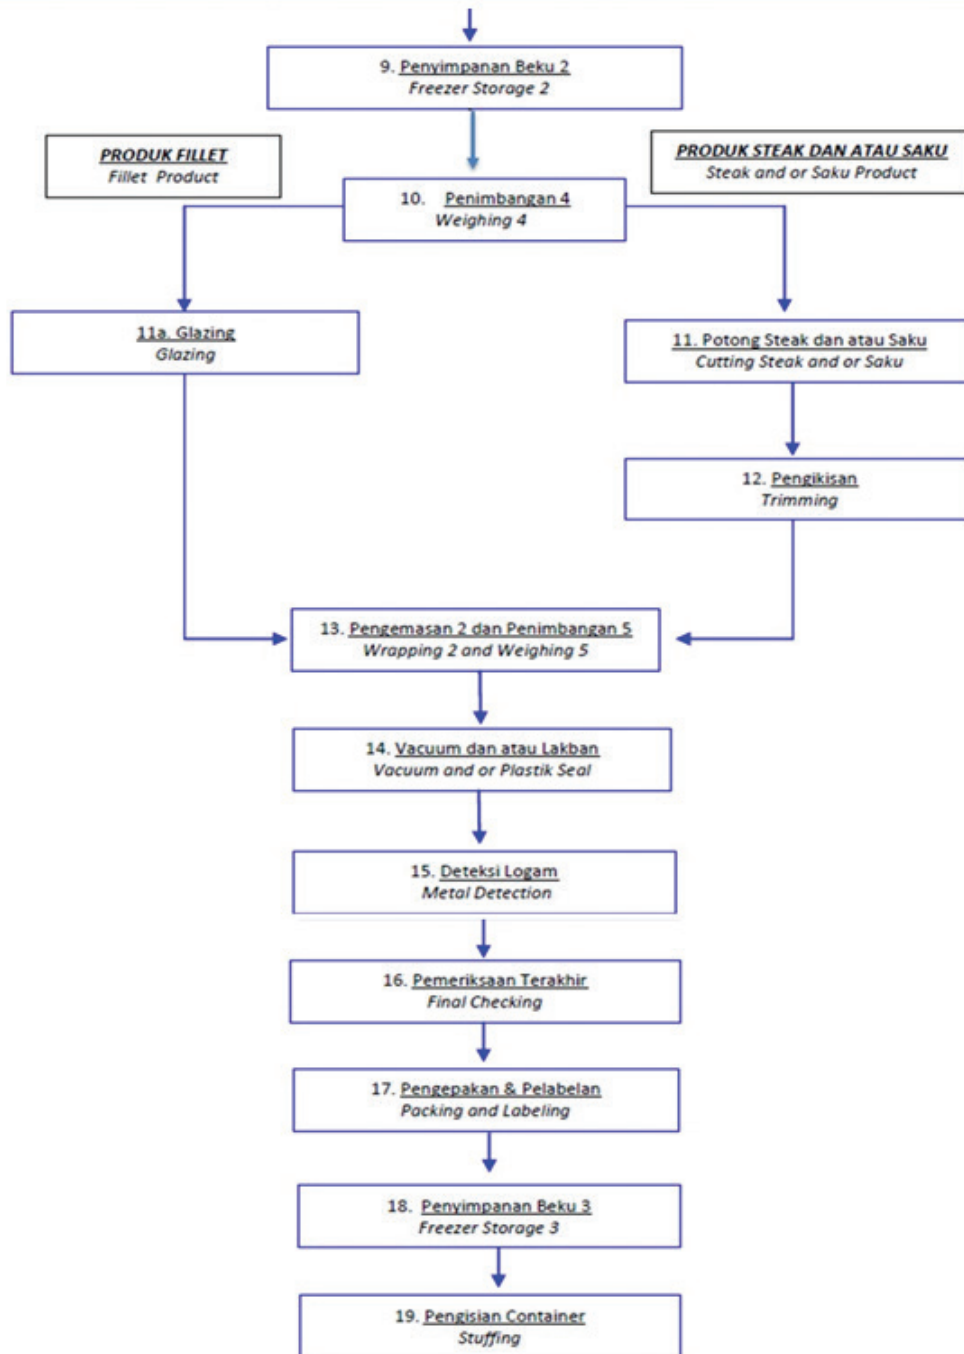 9. Penyimpanan Beku 2
Freezer Storage 2
PRODUK FILLET
Fillet Product
PRODUK STEAK DAN ATAU SAKU
Steak and or Saku Product
10. Penimbangan 4
Weighing 4
11a. Glazing
Glazing
11. Potong Steak dan atau Saku
Cutting Steak and or Saku
12. Pengikisan
Trimming
13. Pengemasan 2 dan Penimbangan 5
Wrapping 2 and Weighing 5
14. Vacuum dan atau Lakban
Vacuum and or Plastik Seal
15. Deteksi Logam
Metal Detection
16. Pemeriksaan Terakhir
Final Checking
17. Pengepakan & Pelabelan
Packing and Labeling
18. Penyimpanan Beku 3
Freezer Storage 3
19. Pengisian Container
Stuffing